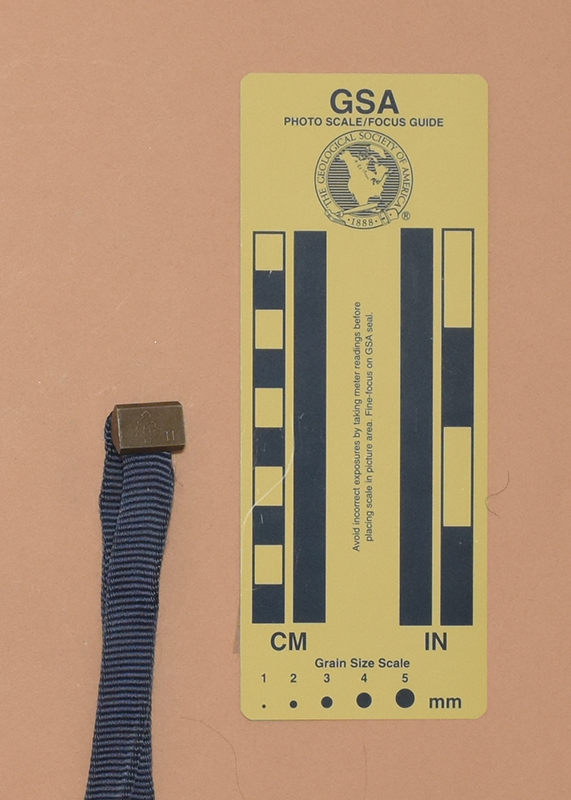 GSA
PHOTO SCALE/FOCUS GUIDE
THE GEOLOGICAL SOCIETY OF AMERICA
·1888·
®
Avoid incorrect exposures by taking meter readings before
placing scale in picture area. Fine-focus on GSA seal.
CM IN
Grain Size Scale
1 2 3 4 5
mm